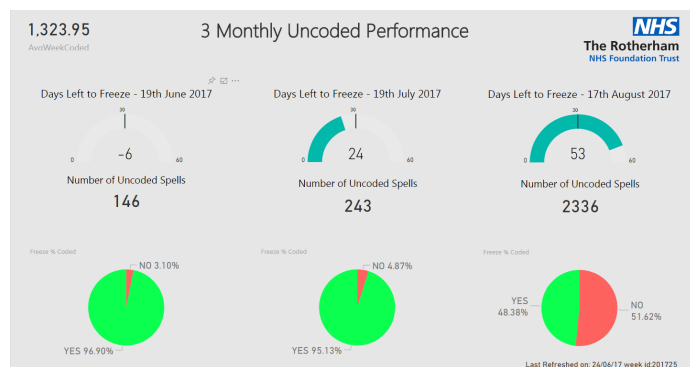 1,323.95
AvgWeekCoded
3 Monthly Uncoded Performance
NHS
The Rotherham
NHS Foundation Trust
Days Left to Freeze - 19th June 2017
30
0
-6
60
Number of Uncoded Spells
146
Days Left to Freeze - 19th July 2017
30
0
24
60
Number of Uncoded Spells
243
Days Left to Freeze - 17th August 2017
30
0
53
60
Number of Uncoded Spells
2336
Freeze % Coded
NO 3.10%
YES 96.90%
Freeze % Coded
NO 4.87%
YES 95.13%
Freeze % Coded
YES
48.38%
NO
51.62%
Last Refreshed on: 24/06/17 week id:201725